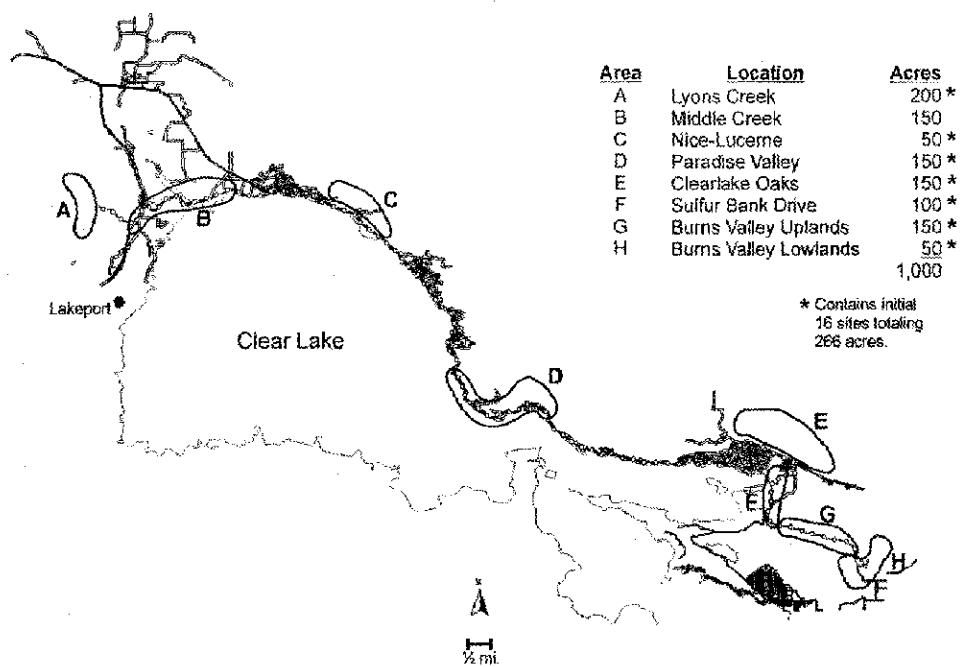 Area Location Acres
A Lyons Creek 200 *
B Middle Creek 150
C Nice-Lucerne 50 *
D Paradise Valley 150 *
E Clearlake Oaks 150 *
F Sulfur Bank Drive 100 *
G Burns Valley Uplands 150 *
H Burns Valley Lowlands 50 *
1,000
* Contains initial
16 sites totaling
266 acres.
A
B
C
Lakeport
Clear Lake
D
E
G
H
½ mi.